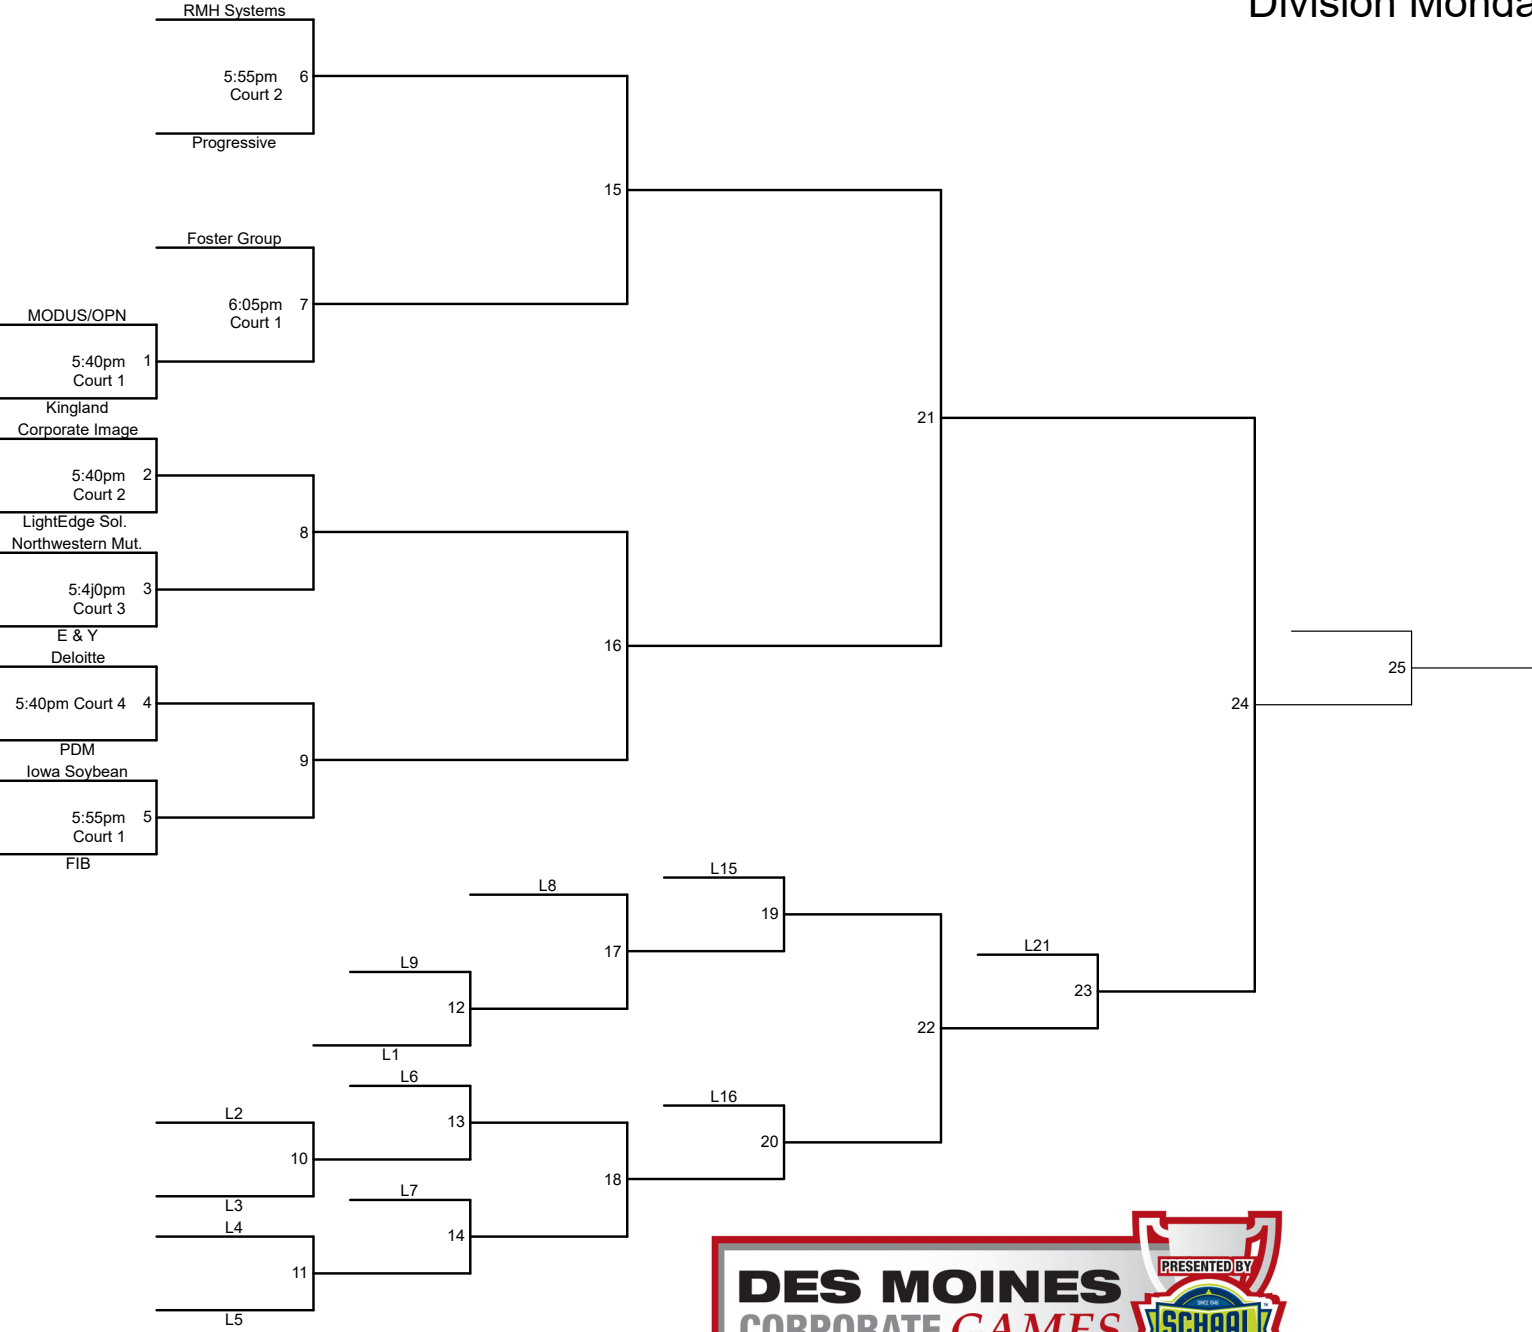 Division Monda
RMH Systems
5:55pm 6
Court 2
Progressive
15
Foster Group
6:05pm 7
Court 1
MODUS/OPN
5:40pm 1
Court 1
Kingland
Corporate Image
21
5:40pm 2
Court 2
LightEdge Sol.
8
Northwestern Mut.
5:4j0pm 3
Court 3
E & Y
16
Deloitte
25
5:40pm Court 4 4
24
PDM
9
Iowa Soybean
5:55pm 5
Court 1
FIB
L15
L8
19
L21
17
L9
23
12
22
L1
L6
L16
L2
13
20
10
18
L7
L3
L4
14
11
L5
PRESENTED BY
DES MOINES
SINCE 1946
CORPORATE GAMES
SCHAAL